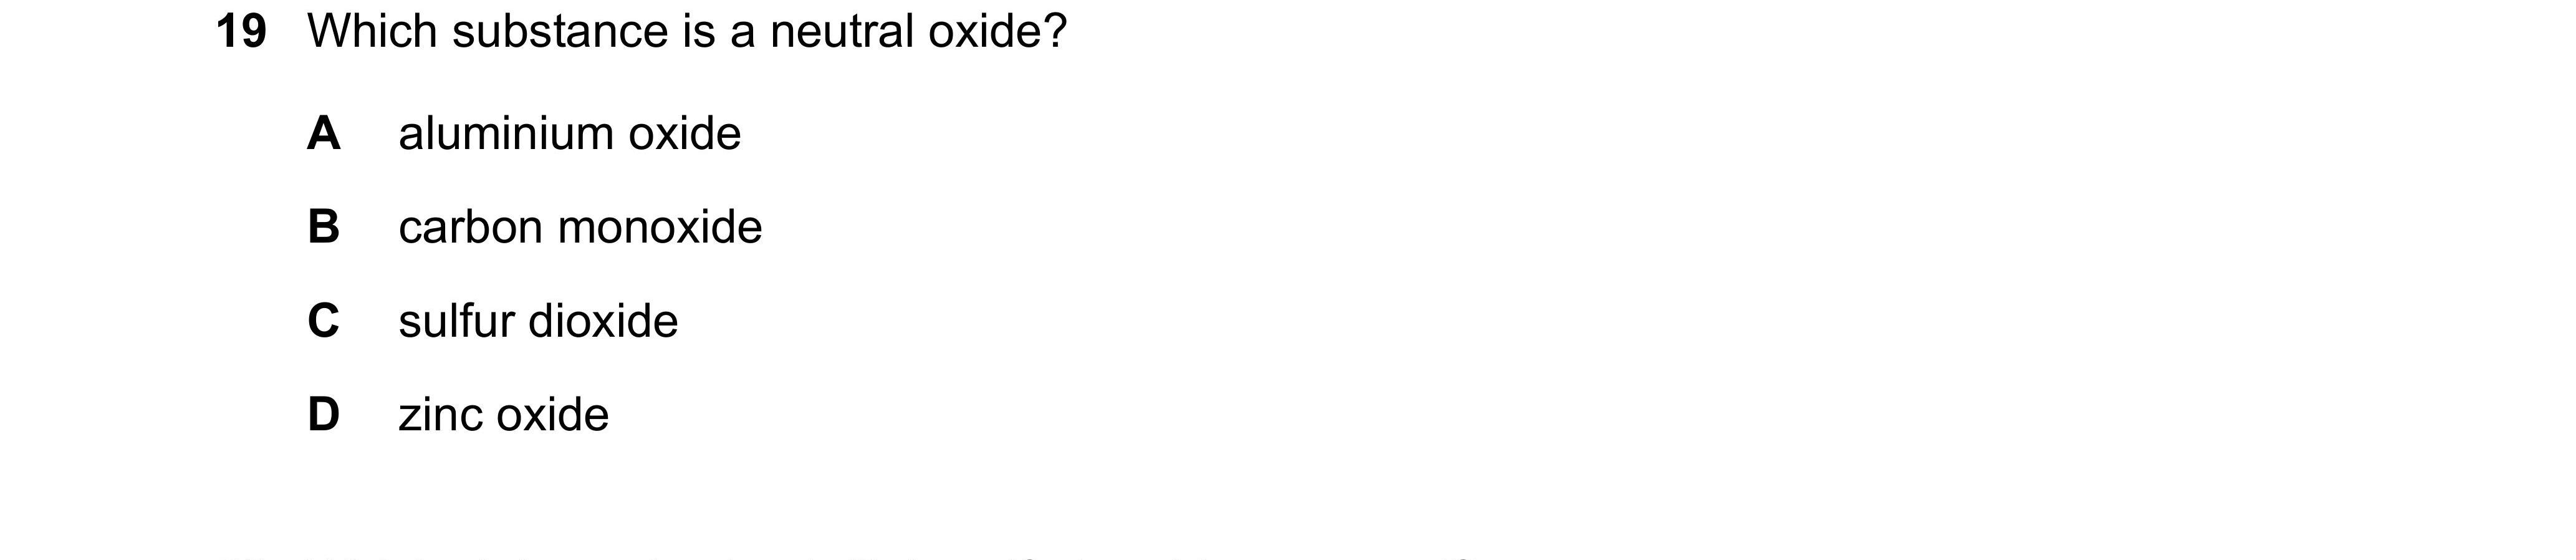 19 Which substance is a neutral oxide?
A aluminium oxide
B carbon monoxide
C sulfur dioxide
D zinc oxide